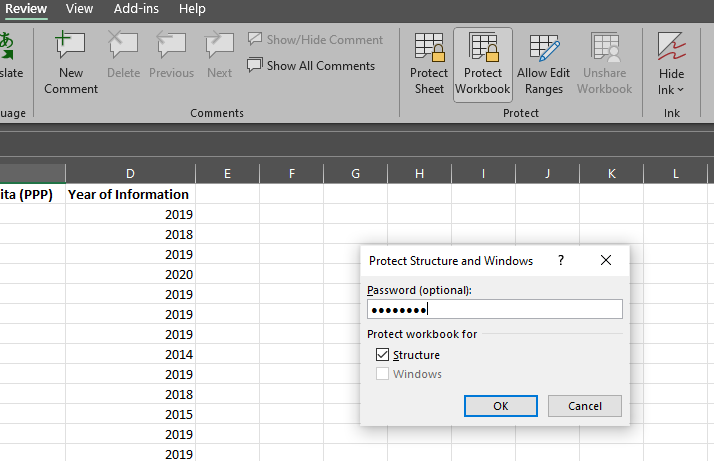 Review View Add-ins Help
あ
slate
uage
New
Comment
Delete
Previous
Next
Show/Hide Comment
Show All Comments
Comments
Protect
Sheet
Protect
Workbook
Allow Edit
Ranges
Unshare
Workbook
Protect
Hide
Ink
Ink
D E F G H I J K L
ita (PPP) Year of Information
2019
2018
2019
2020
2019
2019
2019
2014
2019
2018
2015
2019
2019
Protect Structure and Windows ?
Password (optional):
●●●●●●●●
Protect workbook for
Structure
Windows
OK Cancel